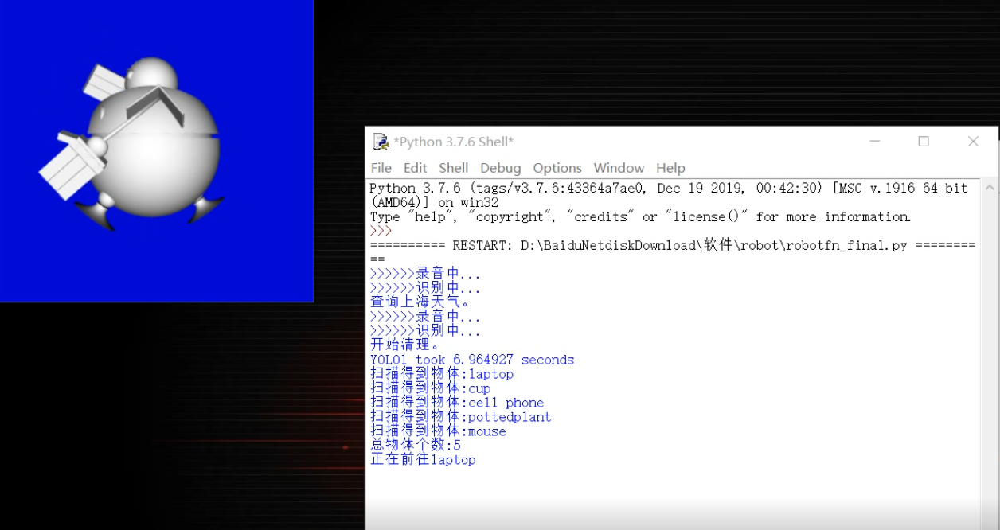 *Python 3.7.6 Shell*
File Edit Shell Debug Options Window Help
Python 3.7.6 (tags/v3.7.6:43364a7ae0, Dec 19 2019, 00:42:30) [MSC v.1916 64 bit
(AMD64)] on win32
Type "help", "copyright", "credits" or "license()" for more information.
>>>
========== RESTART: D:\BaiduNetdiskDownload\软件\robot\robotfn_final.py ========
==
>>>>>>录音中...
>>>>>>识别中...
查询上海天气。
>>>>>>录音中...
>>>>>>识别中...
开始清理。
YOLO1 took 6.964927 seconds
扫描得到物体:laptop
扫描得到物体:cup
扫描得到物体:cell phone
扫描得到物体:pottedplant
扫描得到物体:mouse
总物体个数:5
正在前往laptop